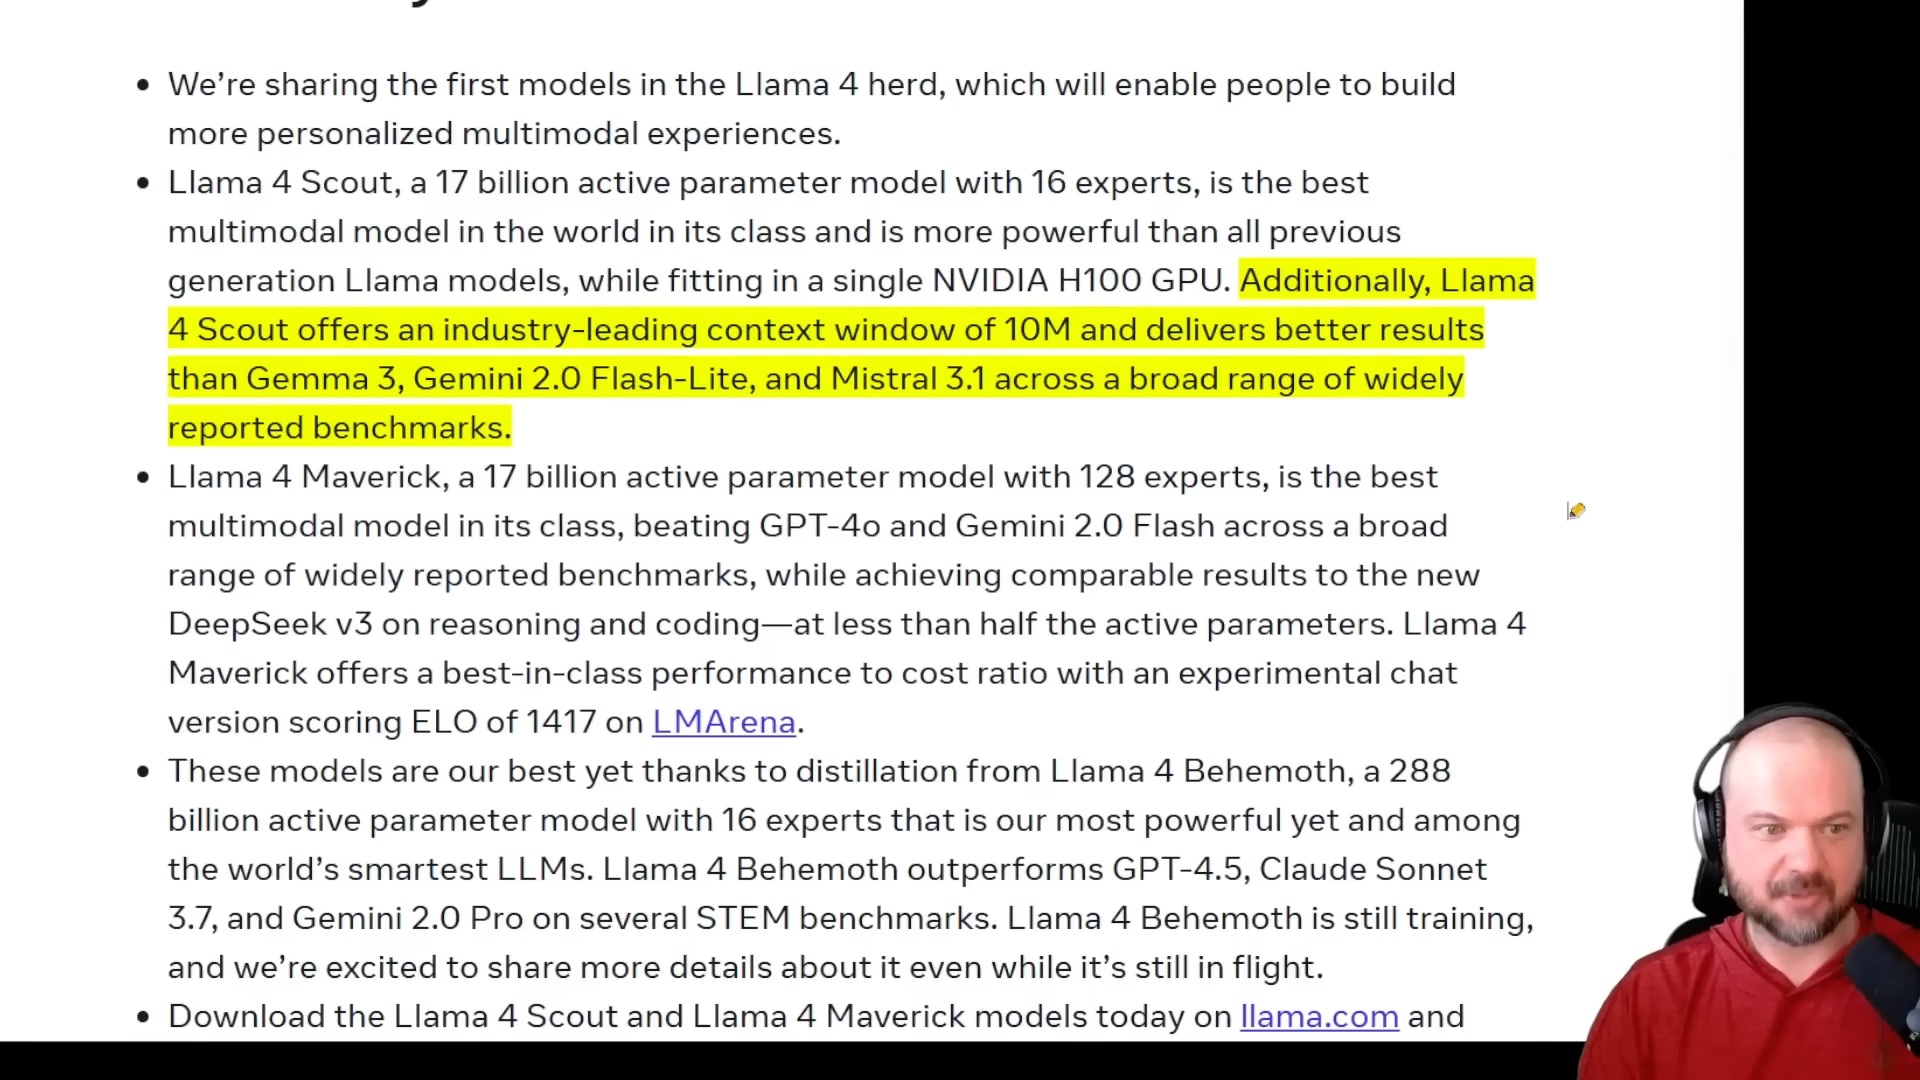 We're sharing the first models in the Llama 4 herd, which will enable people to build
more personalized multimodal experiences.
Llama 4 Scout, a 17 billion active parameter model with 16 experts, is the best
multimodal model in the world in its class and is more powerful than all previous
generation Llama models, while fitting in a single NVIDIA H100 GPU. Additionally, Llama
4 Scout offers an industry-leading context window of 10M and delivers better results
than Gemma 3, Gemini 2.0 Flash-Lite, and Mistral 3.1 across a broad range of widely
reported benchmarks.
Llama 4 Maverick, a 17 billion active parameter model with 128 experts, is the best
multimodal model in its class, beating GPT-4o and Gemini 2.0 Flash across a broad
range of widely reported benchmarks, while achieving comparable results to the new
DeepSeek v3 on reasoning and coding—at less than half the active parameters. Llama 4
Maverick offers a best-in-class performance to cost ratio with an experimental chat
version scoring ELO of 1417 on LMArena.
These models are our best yet thanks to distillation from Llama 4 Behemoth, a 288
billion active parameter model with 16 experts that is our most powerful yet and among
the world's smartest LLMs. Llama 4 Behemoth outperforms GPT-4.5, Claude Sonnet
3.7, and Gemini 2.0 Pro on several STEM benchmarks. Llama 4 Behemoth is still training,
and we're excited to share more details about it even while it's still in flight.
Download the Llama 4 Scout and Llama 4 Maverick models today on llama.com and